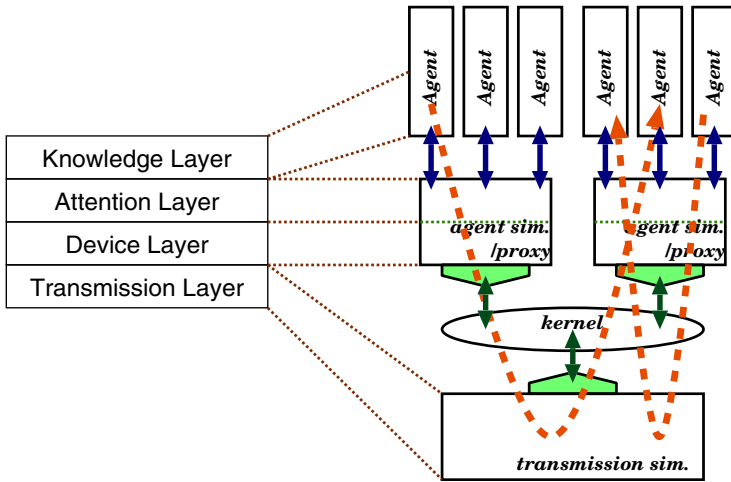 Agent
Agent
Agent
Agent
Agent
Agent
Knowledge Layer
Attention Layer
Device Layer
Transmission Layer
agent sim.
/proxy
agent sim.
/proxy
kernel
transmission sim.